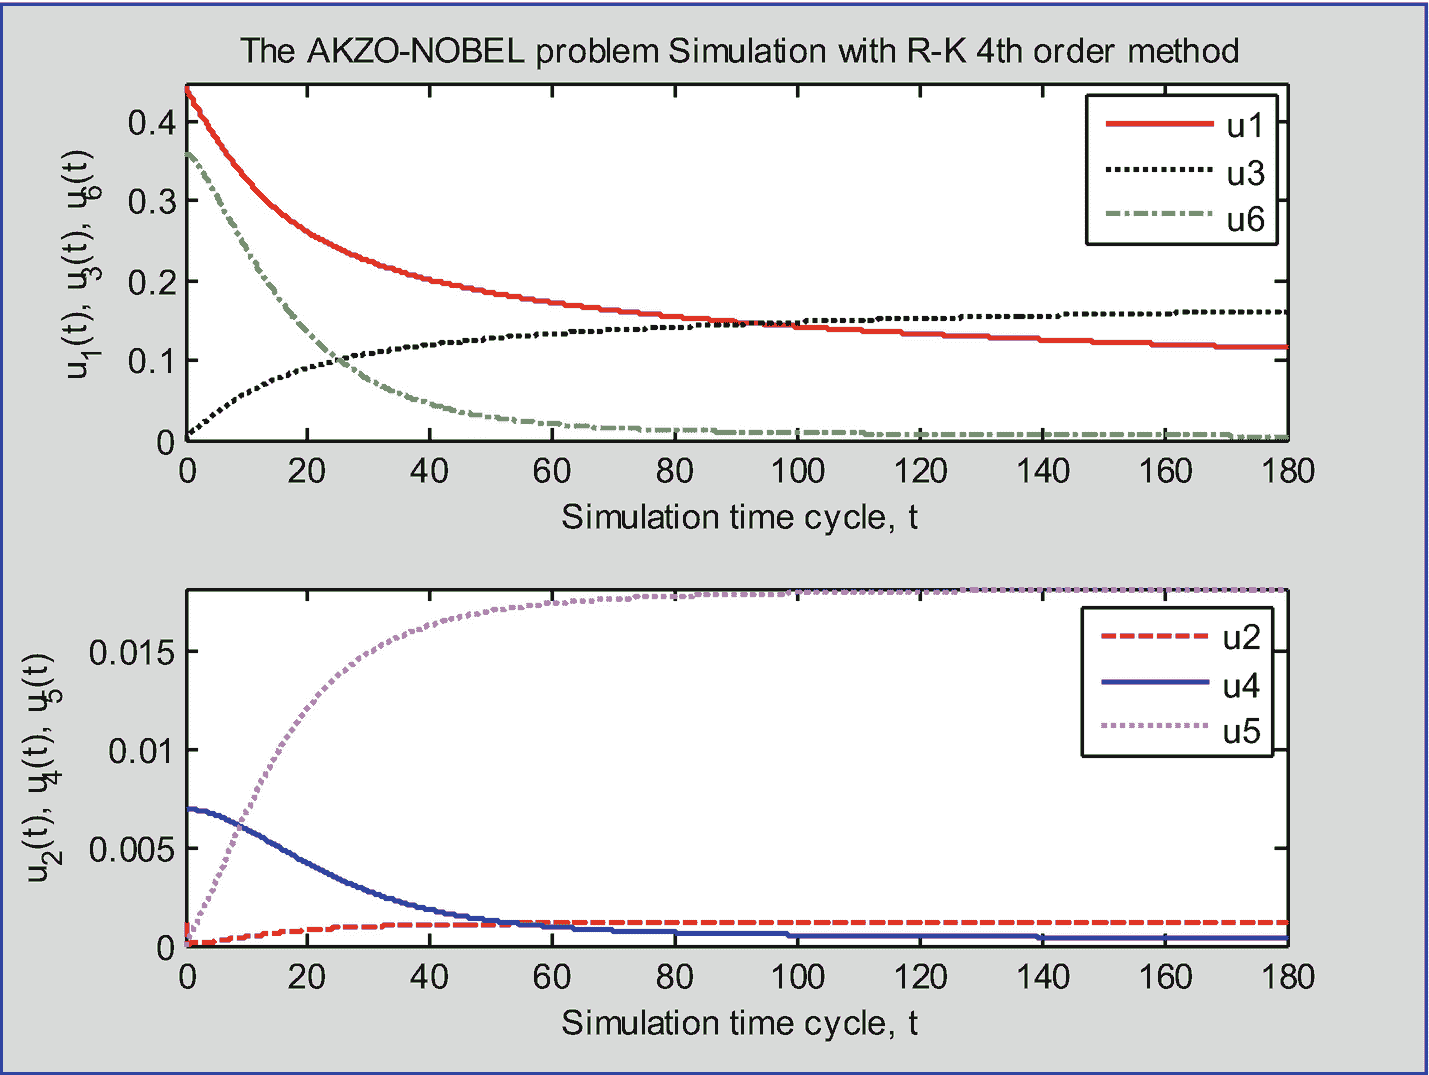 The AKZO-NOBEL problem Simulation with R-K 4th order method
u1(t), u3(t), u6(t)
0.4
0.3
0.2
0.1
0
0 20 40 60 80 100 120 140 160 180
Simulation time cycle, t
u1
u3
u6
u2(t), u4(t), u5(t)
0.015
0.01
0.005
0
0 20 40 60 80 100 120 140 160 180
Simulation time cycle, t
u2
u4
u5